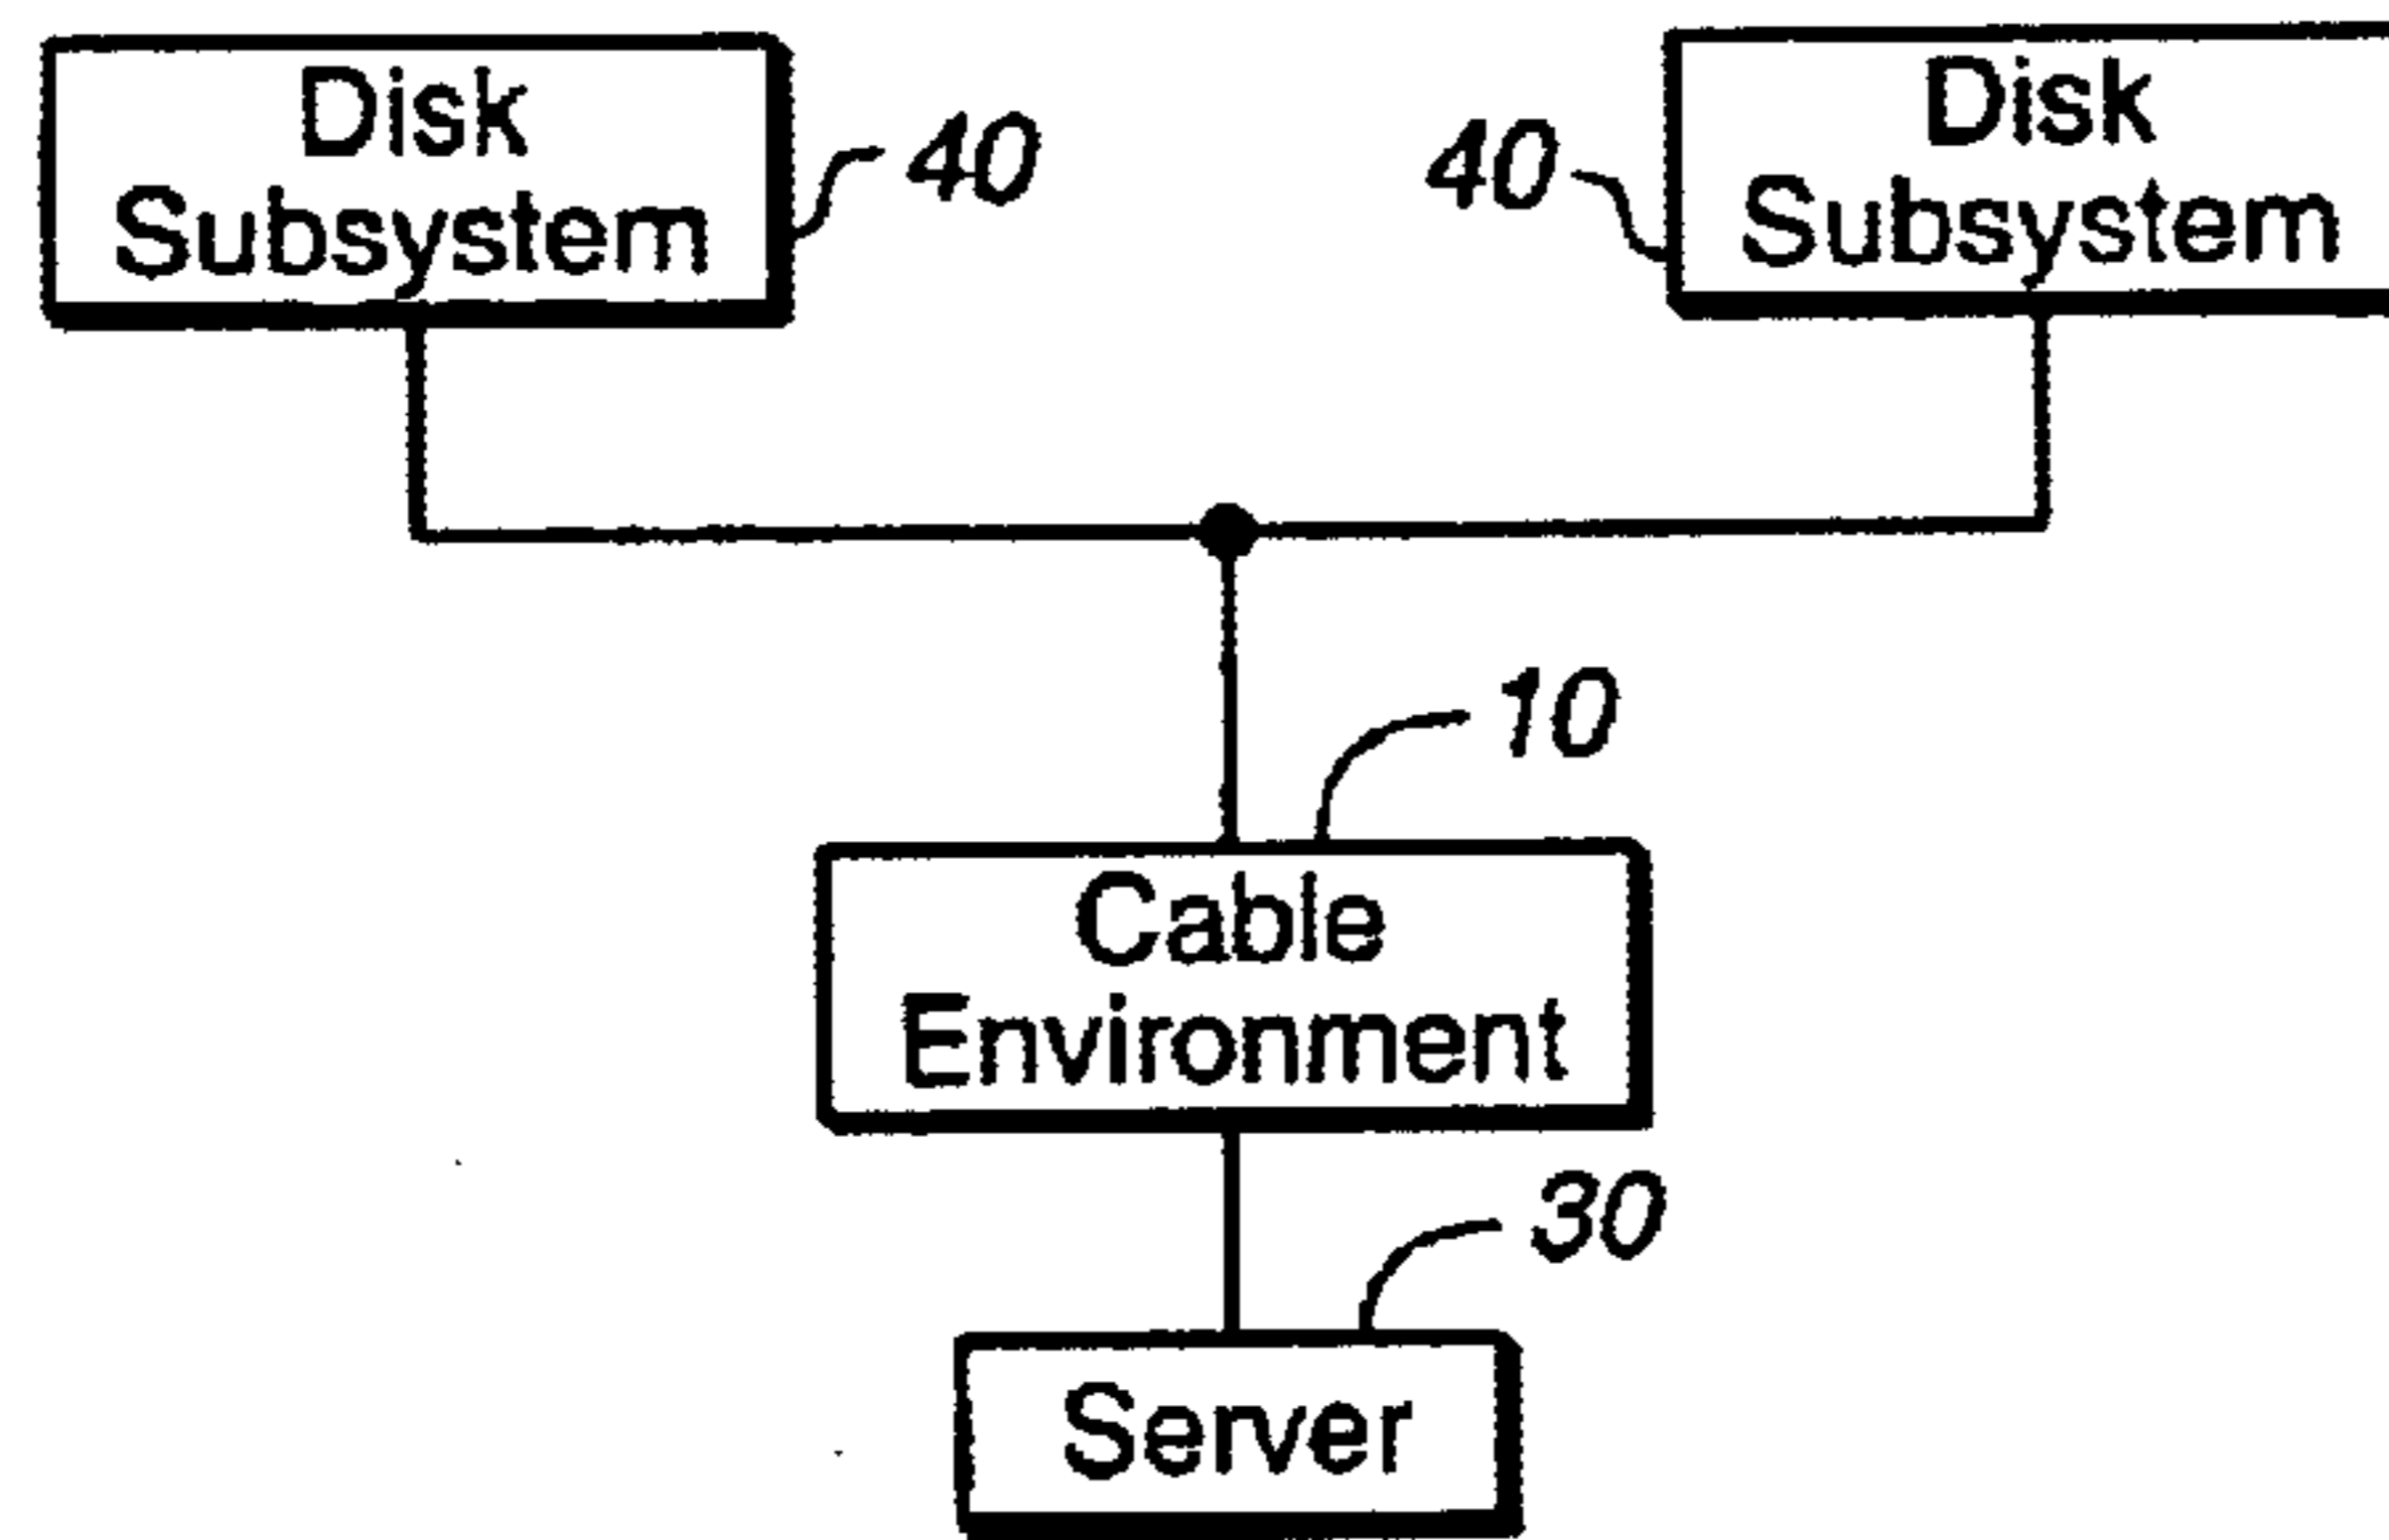 Disk
Subsystem
40
40
Disk
Subsystem
10
Cable
Environment
30
Server